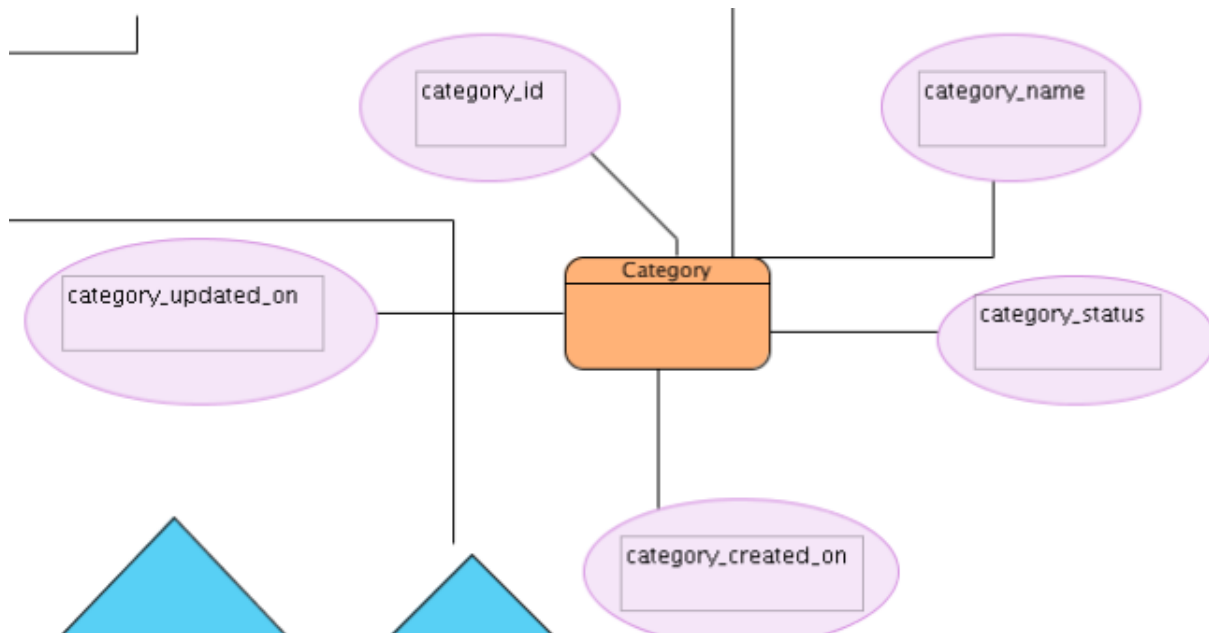 category_id
category_name
Category
category_updated_on
category_status
category_created_on